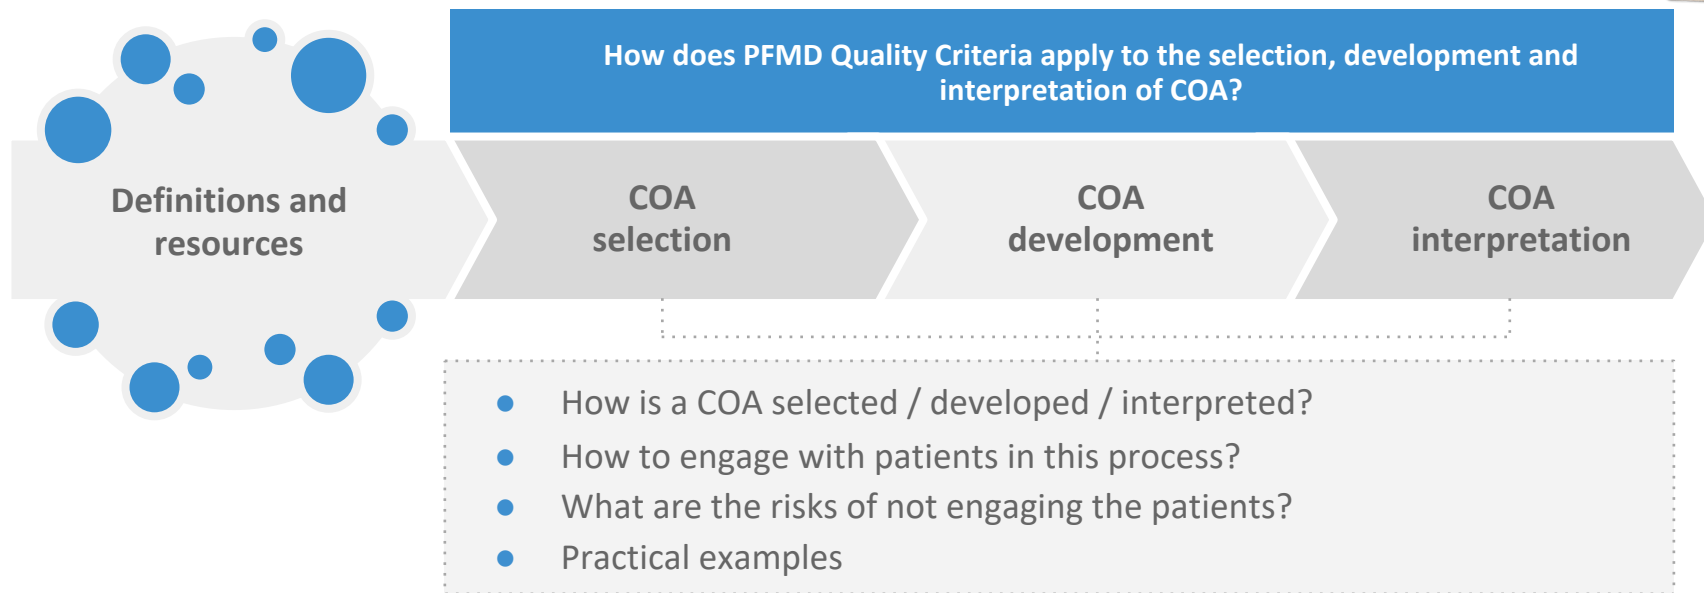 How does PFMD Quality Criteria apply to the selection, development and
interpretation of COA?
Definitions and
resources
COA
selection
COA
development
COA
interpretation
How is a COA selected / developed / interpreted?
How to engage with patients in this process?
What are the risks of not engaging the patients?
Practical examples